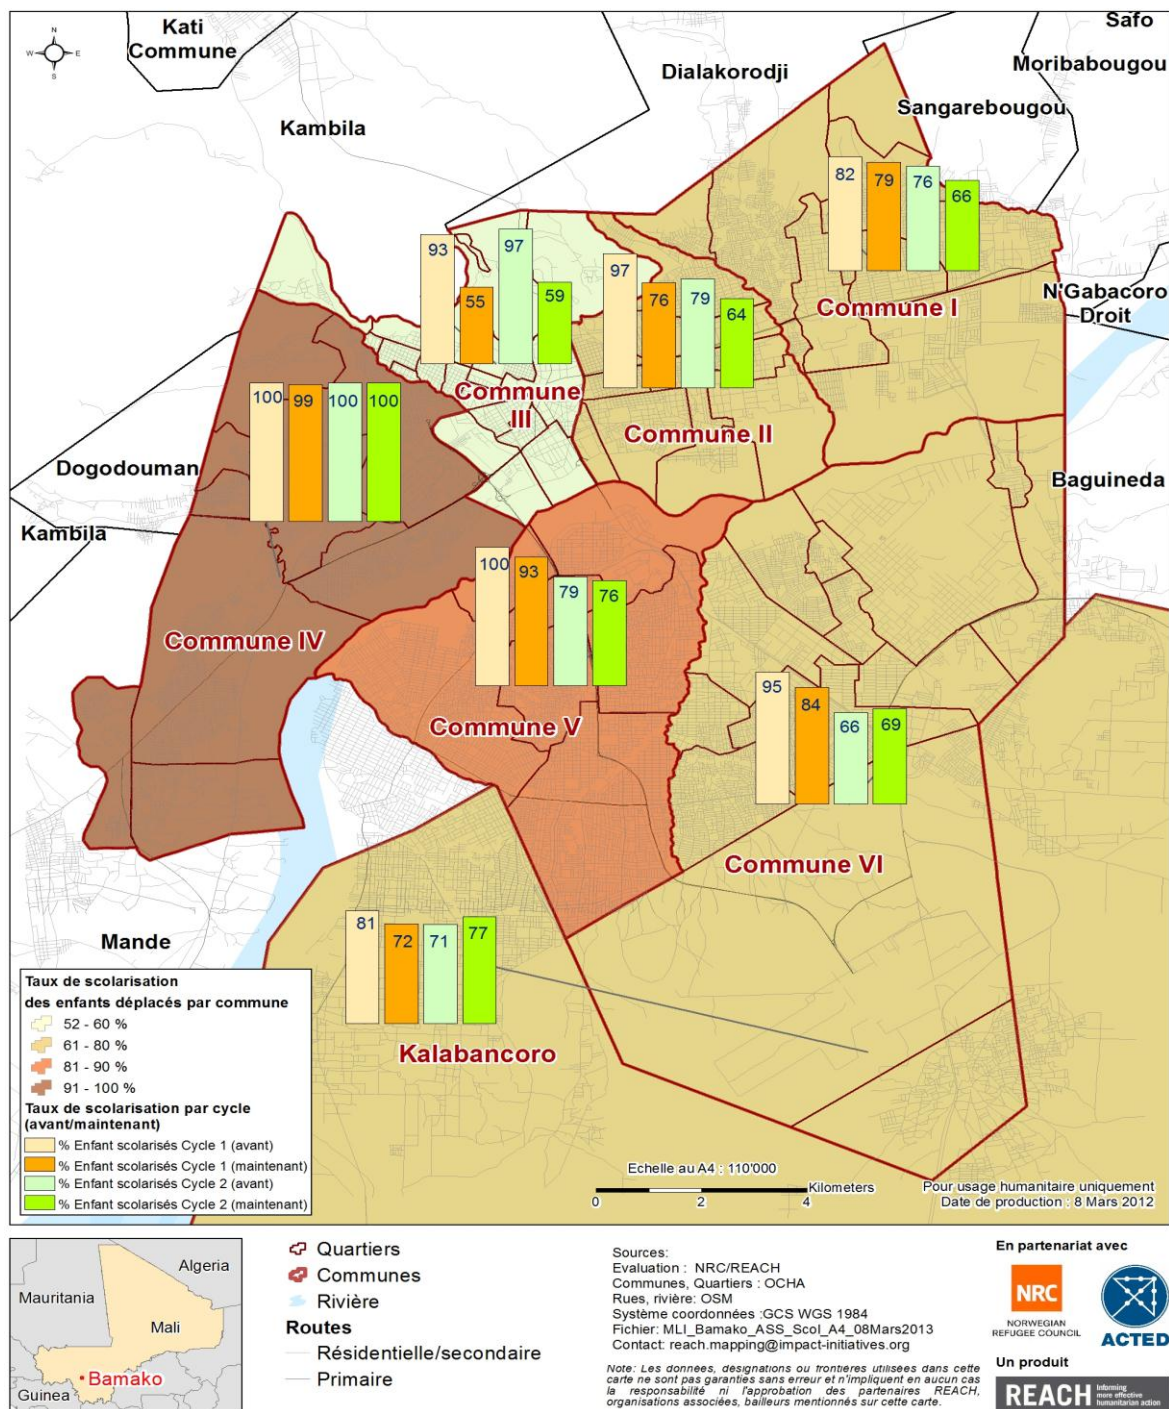 N
W
E
S
Kati
Commune
Kambila
Dialakorodji
Safo
Moribabougou
Sangarebougou
82
79
76
66
Commune I
N'Gabacoro
Droit
93
55
97
59
Commune
III
97
76
79
64
Commune II
100
99
100
100
Dogodouman
Kambila
Baguineda
Commune IV
100
93
79
76
Commune V
95
84
66
69
Commune VI
81
72
71
77
Kalabancoro
Mande
Taux de scolarisation
des enfants déplacés par commune
52 - 60 %
61 - 80 %
81 - 90 %
91 - 100 %
Taux de scolarisation par cycle
(avant/maintenant)
% Enfant scolarisés Cycle 1 (avant)
% Enfant scolarisés Cycle 1 (maintenant)
% Enfant scolarisés Cycle 2 (avant)
% Enfant scolarisés Cycle 2 (maintenant)
Echelle au A4 : 110'000
Kilometers
0 2 4
Pour usage humanitaire uniquement
Date de production : 8 Mars 2012
Algeria
Mauritania
Mali
Bamako
Guinea
Quartiers
Communes
Rivière
Routes
Résidentielle/secondaire
Primaire
Sources:
Evaluation : NRC/REACH
Communes, Quartiers : OCHA
Rues, rivière: OSM
Système coordonnées :GCS WGS 1984
Fichier: MLI_Bamako_ASS_Scol_A4_08Mars2013
Contact: reach.mapping@impact-initiatives.org
Note: Les données, désignations ou frontières utilisées dans cette
carte ne sont pas garanties sans erreur et n'impliquent en aucun cas
la responsabilité ni l'approbation des partenaires REACH,
organisations associées, bailleurs mentionnés sur cette carte.
En partenariat avec
NRC
NORWEGIAN
REFUGEE COUNCIL
ACTED
Un produit
REACH Informing
more effective
humanitarian action